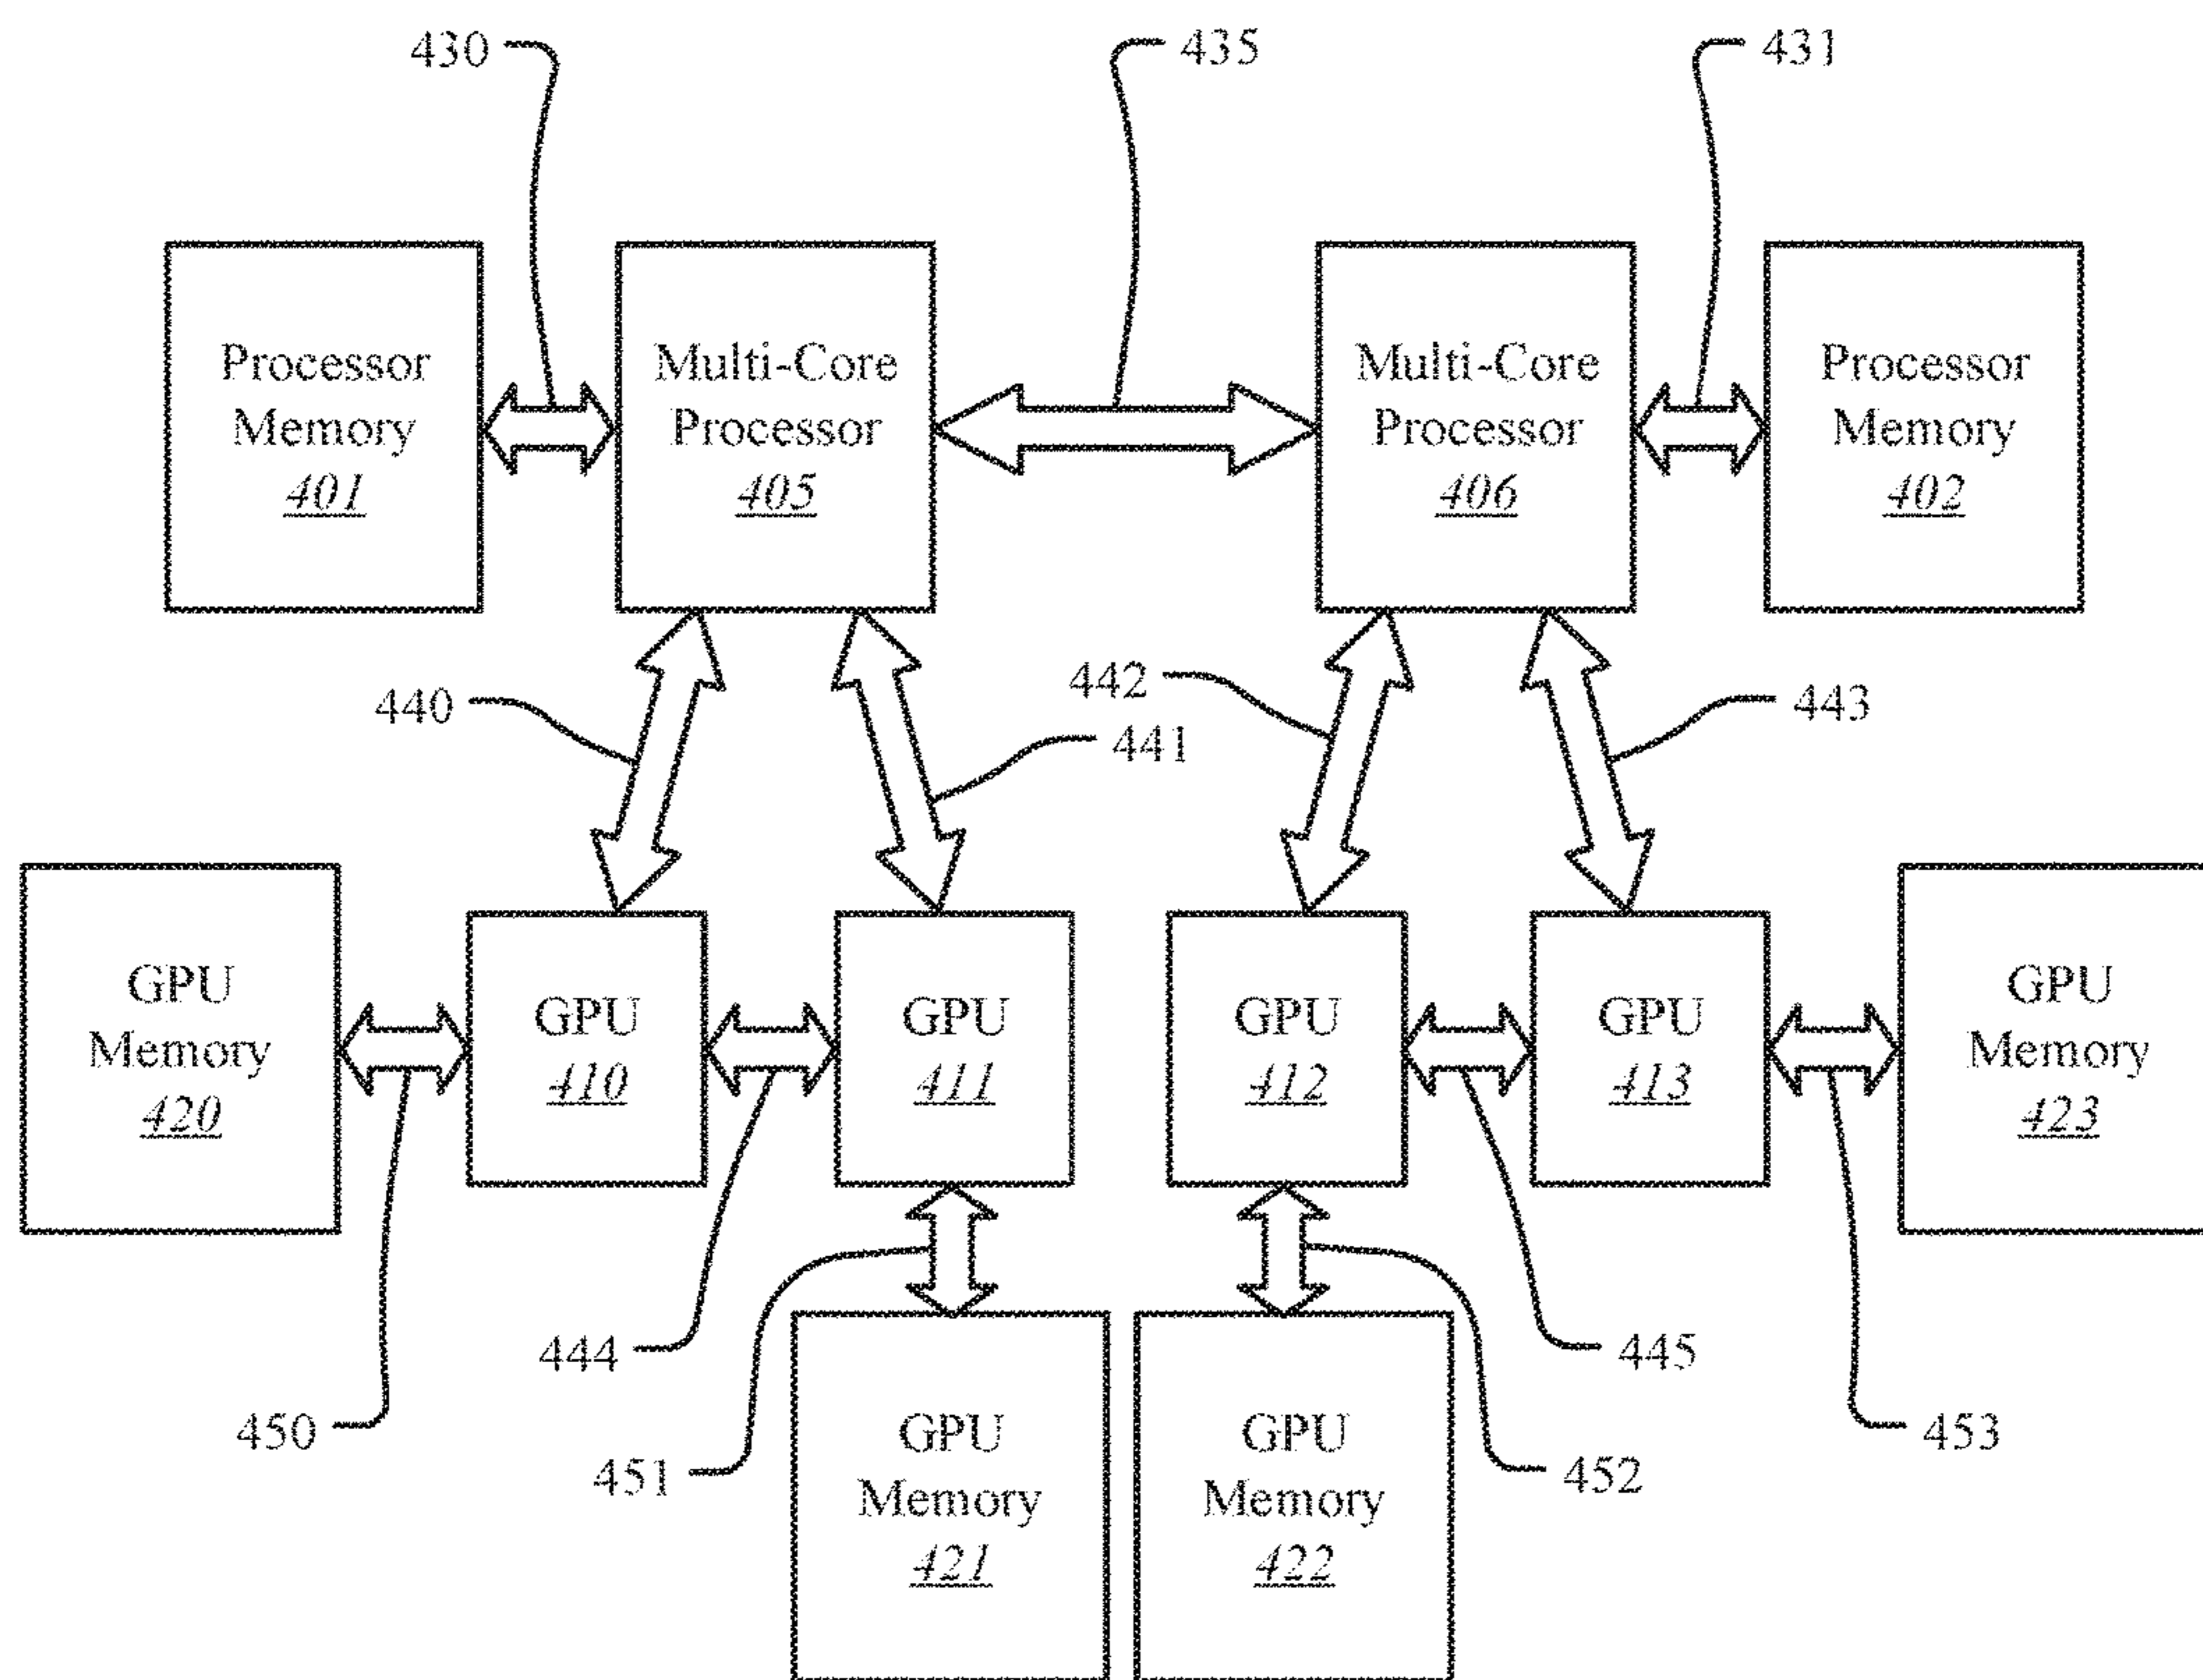 430
435
431
Processor
Memory
401
Multi-Core
Processor
405
Multi-Core
Processor
406
Processor
Memory
402
440
441
442
443
GPU
Memory
420
GPU
410
GPU
411
GPU
412
GPU
413
GPU
Memory
423
450
444
451
445
452
453
GPU
Memory
421
GPU
Memory
422